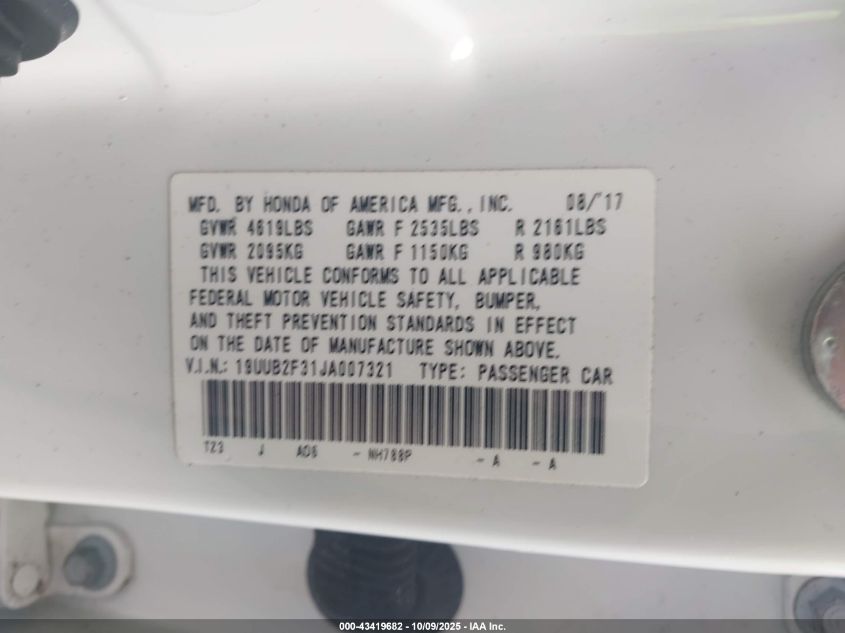 MFD. BY HONDA OF AMERICA MFG., INC. 08/'17
GVWR 4619LBS GAWR F 2535LBS R 2161LBS
GVWR 2095KG GAWR F 1150KG R 980KG
THIS VEHICLE CONFORMS TO ALL APPLICABLE
FEDERAL MOTOR VEHICLE SAFETY, BUMPER,
AND THEFT PREVENTION STANDARDS IN EFFECT
ON THE DATE OF MANUFACTURE SHOWN ABOVE.
V.I.N.: 19UUB2F31JA007321 TYPE: PASSENGER CAR
T23 J A06 - NH788P - A - A
000-43419682 - 10/09/2025 - IAA Inc.